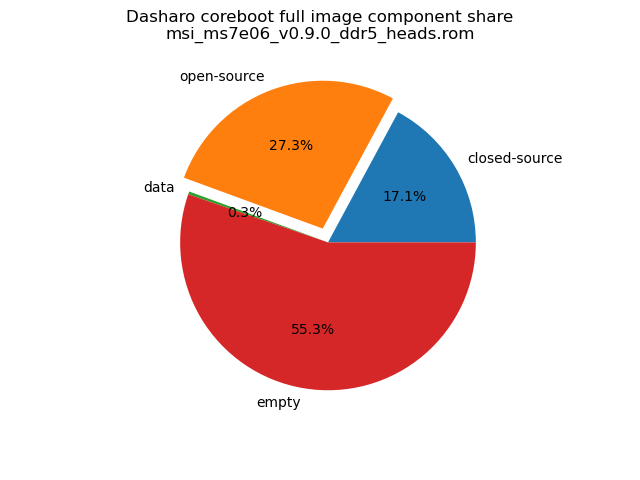 Dasharo coreboot full image component share
msi_ms7e06_v0.9.0_ddr5_heads.rom
open-source
27.3%
closed-source
17.1%
data
0.3%
55.3%
empty